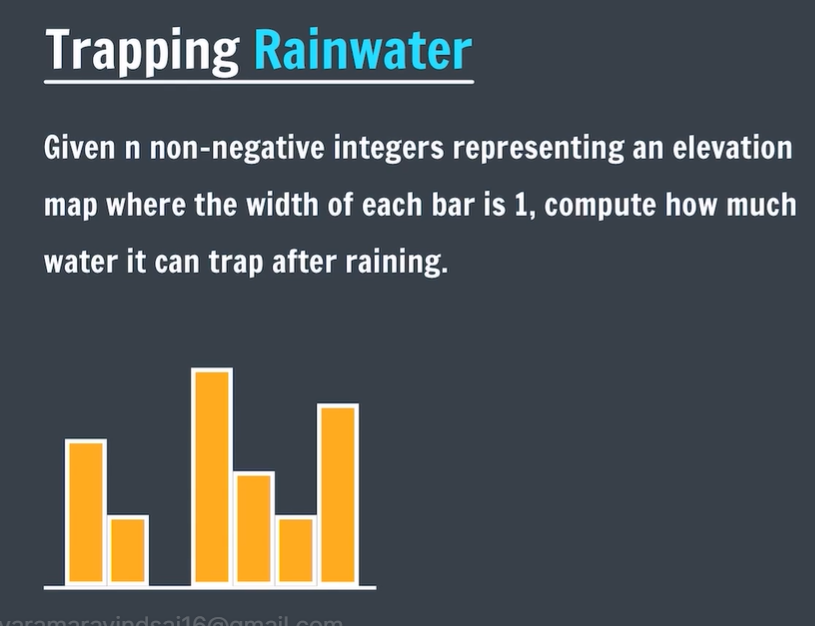 Trapping Rainwater
Given n non-negative integers representing an elevation
map where the width of each bar is 1, compute how much
water it can trap after raining.